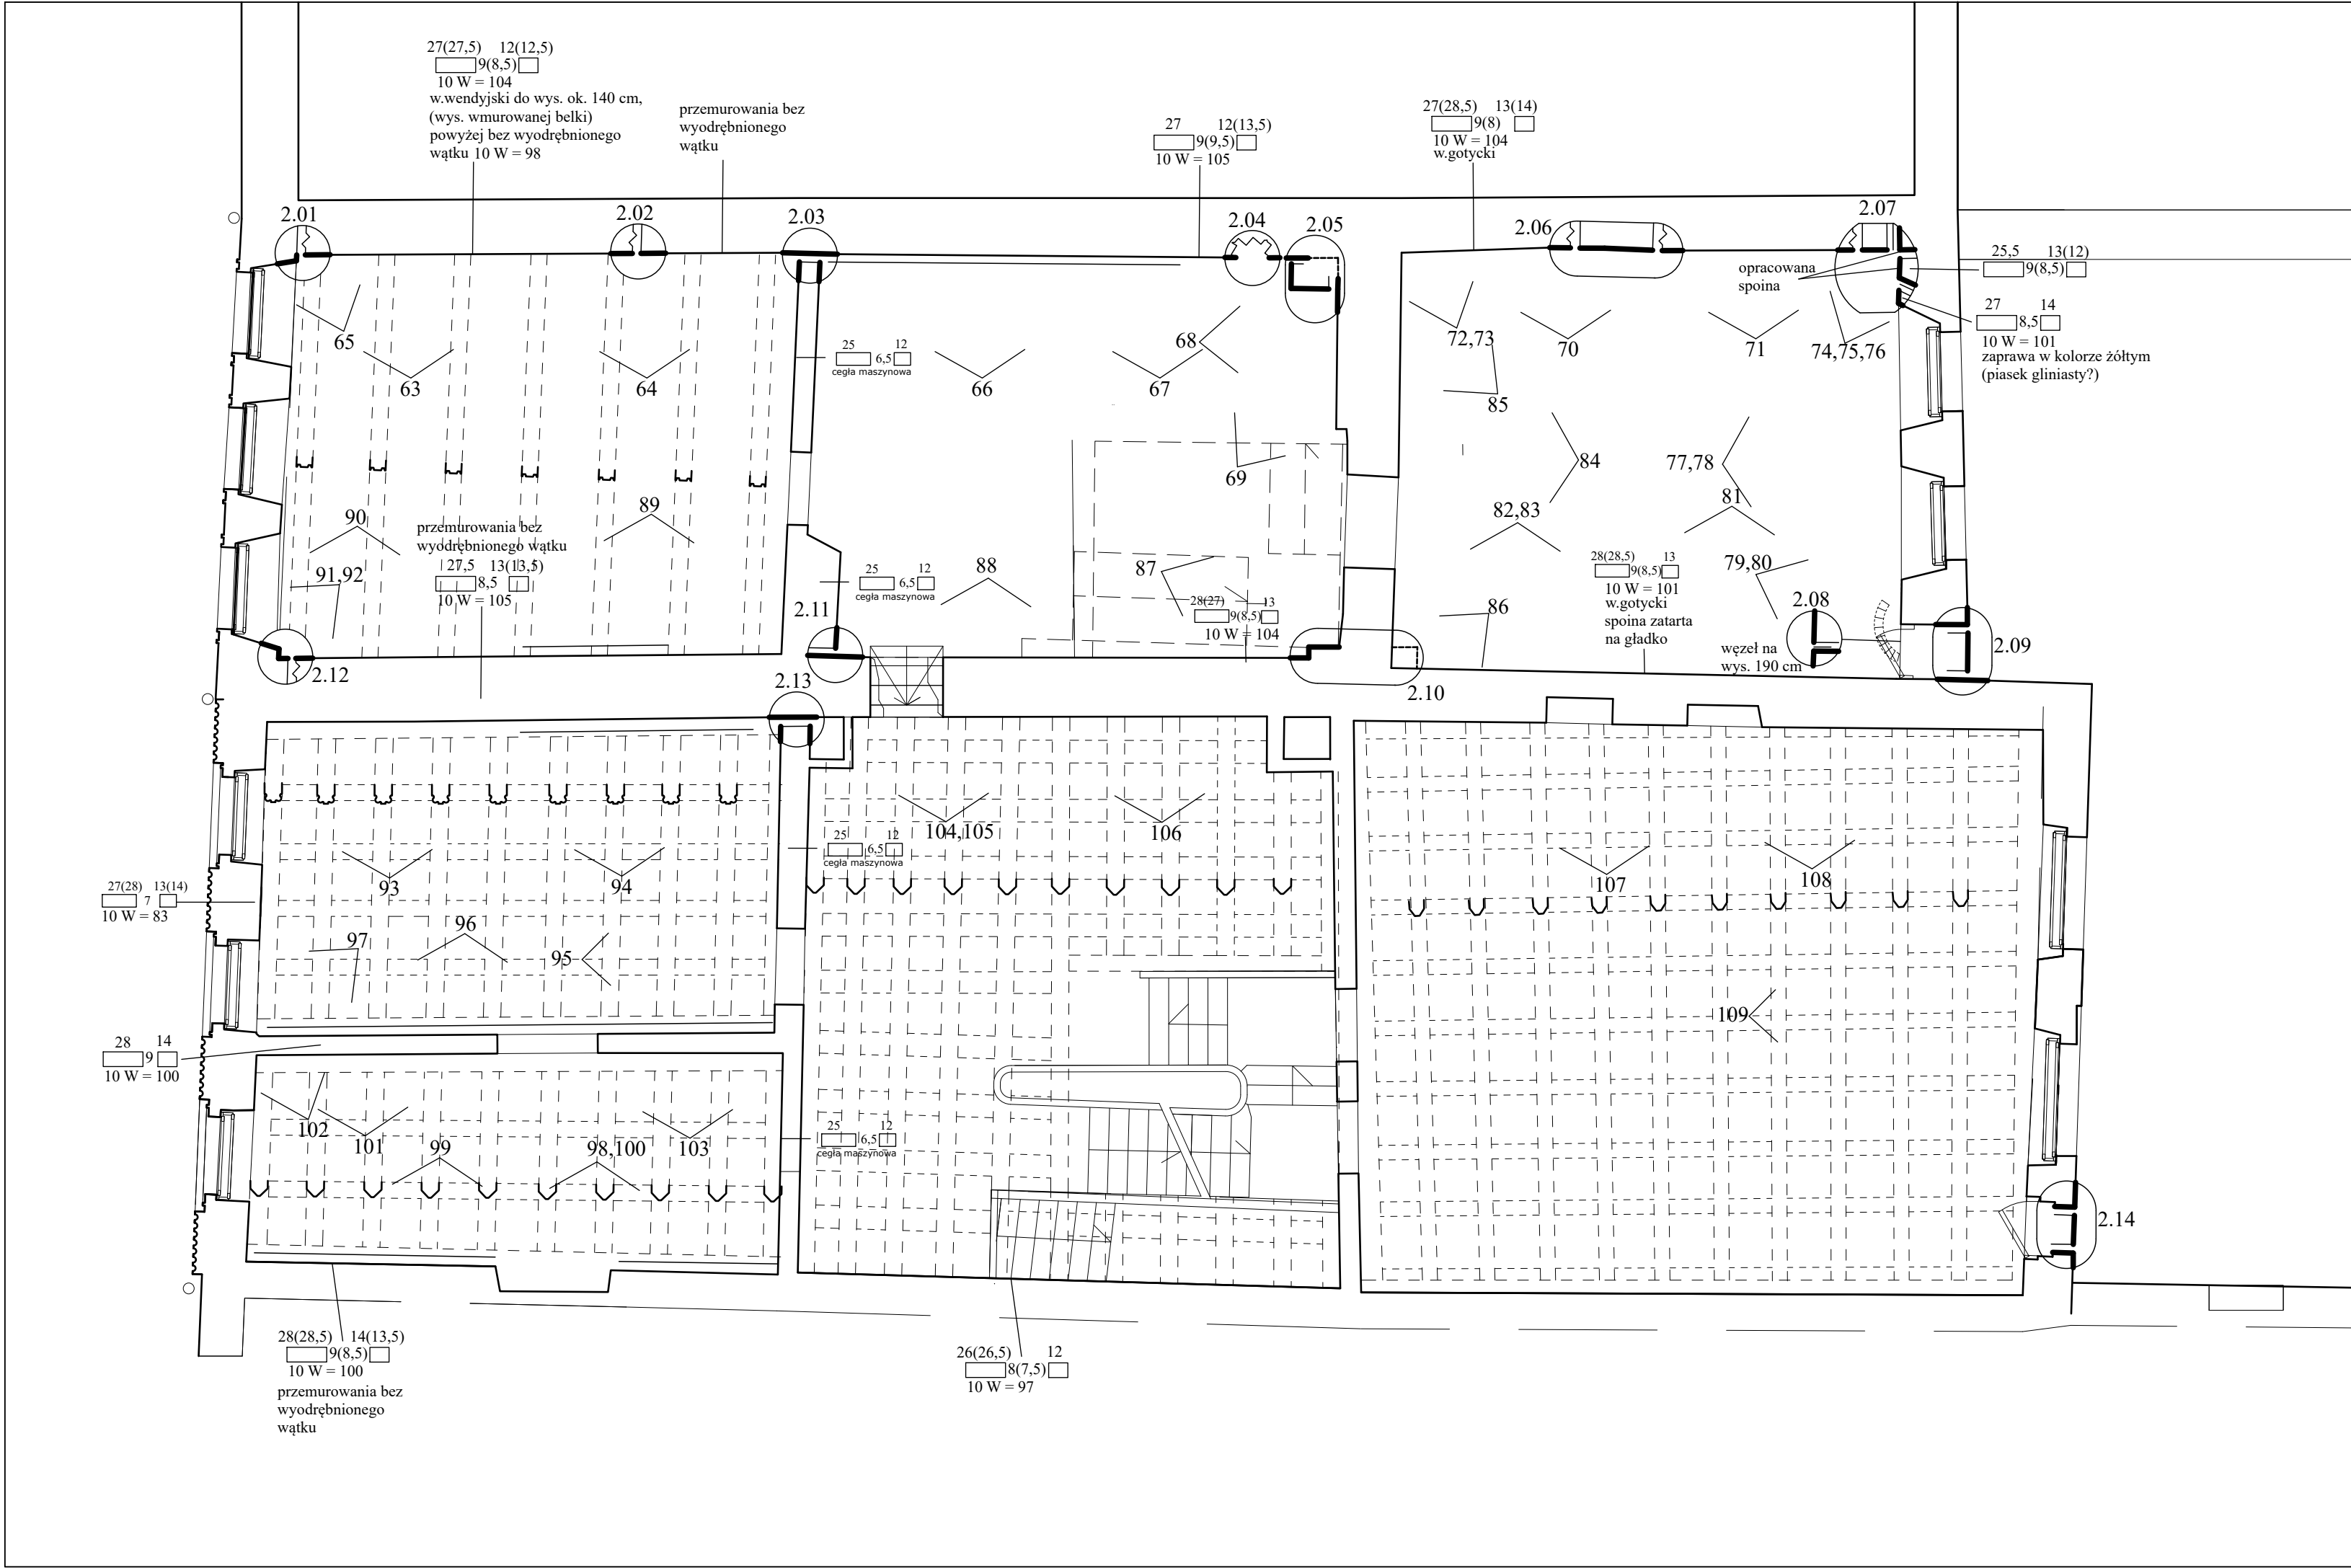 27(27,5) 12(12,5)
9(8,5)
10 W = 104
w.wendyjski do wys. ok. 140 cm,
(wys. wmurowanej belki)
powyżej bez wyodrębnionego
wątku 10 W = 98
przemurowania bez
wyodrębnionego
wątku
27 12(13,5)
9(9,5)
10 W = 105
27(28,5) 13(14)
9(8)
10 W = 104
w.gotycki
2.01
2.02
2.03
2.04
2.05
2.06
2.07
opracowana
spoina
25,5 13(12)
9(8,5)
27 14
8,5
10 W = 101
zaprawa w kolorze żółtym
(piasek gliniasty?)
65
63
64
25 12
6,5
cegła maszynowa
66
67
68
69
72,73
70
71
74,75,76
85
84
77,78
81
82,83
90
89
przemurowania bez
wyodrębnionego wątku
27,5 13(13,5)
8,5
10 W = 105
91,92
25 12
6,5
cegła maszynowa
88
87
28(27) 13
9(8,5)
10 W = 104
86
28(28,5) 13
9(8,5)
10 W = 101
w.gotycki
spoina zatarta
na gładko
79,80
2.08
węzeł na
wys. 190 cm
2.09
2.10
2.11
2.12
2.13
93
94
96
97
95
25 12
6,5
cegła maszynowa
104,105
106
107
108
109
27(28) 13(14)
7
10 W = 83
28 14
9
10 W = 100
102
101
99
98,100
103
25 12
6,5
cegła maszynowa
2.14
28(28,5) 14(13,5)
9(8,5)
10 W = 100
przemurowania bez
wyodrębnionego
wątku
26(26,5) 12
8(7,5)
10 W = 97